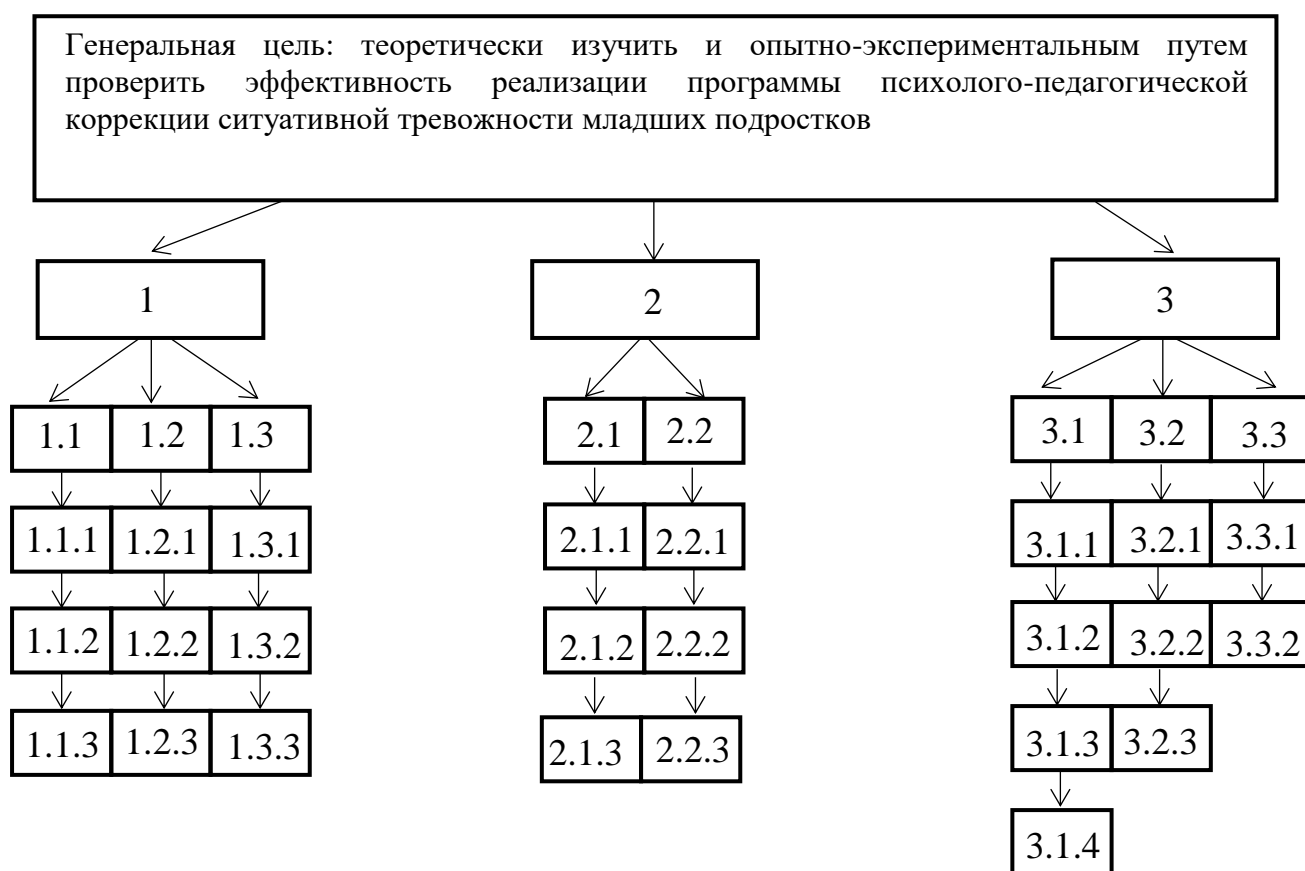 Генеральная цель: теоретически изучить и опытно-экспериментальным путем
проверить эффективность реализации программы психолого-педагогической
коррекции ситуативной тревожности младших подростков
1 2 3
1.1 1.2 1.3 2.1 2.2 3.1 3.2 3.3
1.1.1 1.2.1 1.3.1 2.1.1 2.2.1 3.1.1 3.2.1 3.3.1
1.1.2 1.2.2 1.3.2 2.1.2 2.2.2 3.1.2 3.2.2 3.3.2
1.1.3 1.2.3 1.3.3 2.1.3 2.2.3 3.1.3 3.2.3
3.1.4